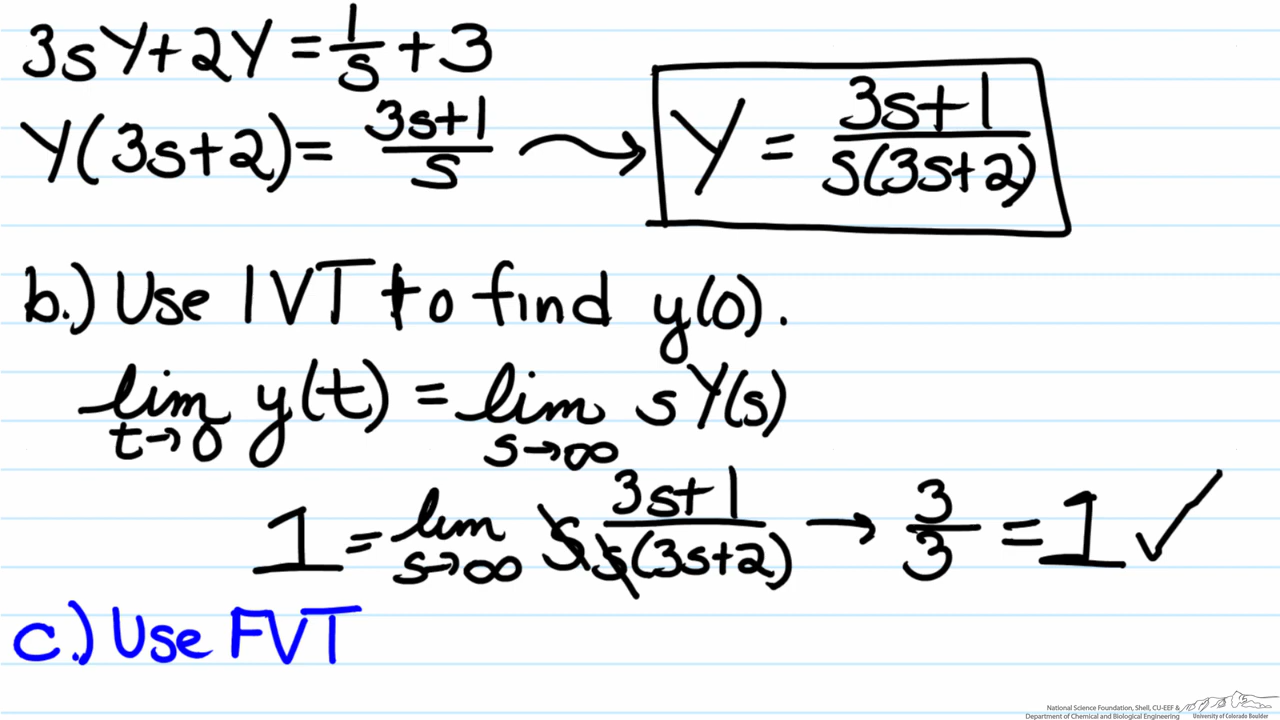 3sY+2Y = 1/s + 3
Y(3s+2) = (3s+1)/s → Y = (3s+1)/(s(3s+2))
b.) Use IVT to find y(0).
lim t→0 y(t) = lim s→∞ sY(s)
1 = lim s→∞ s (3s+1)/(s(3s+2)) → 3/3 = 1 ✓
c.) Use FVT
National Science Foundation, Shell, CU-EEF &
Department of Chemical and Biological Engineering
University of Colorado Boulder